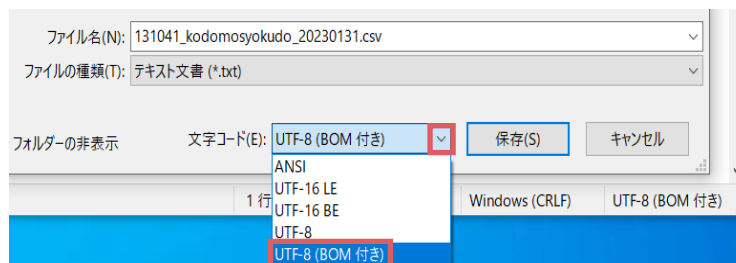 ファイル名(N): 131041_kodomosyokudo_20230131.csv
ファイルの種類(T): テキスト文書 (*.txt)
フォルダーの非表示 文字コード(E): UTF-8 (BOM 付き) 保存(S) キャンセル
ANSI
UTF-16 LE
1 行 Windows (CRLF) UTF-8 (BOM 付き)
UTF-16 BE
UTF-8
UTF-8 (BOM 付き)